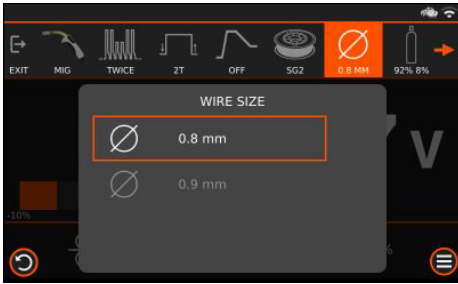 EXIT MIG TWICE 2T OFF SG2 0.8 MM 92% 8%
WIRE SIZE
0.8 mm
0.9 mm
V
-10%